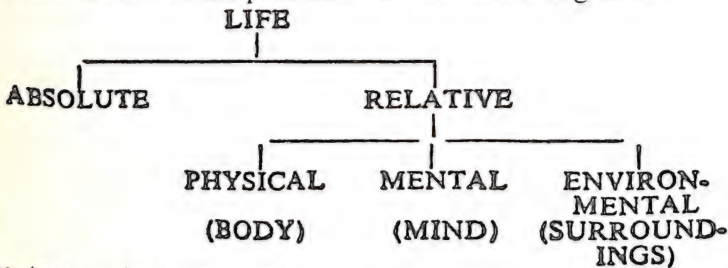 LIFE
ABSOLUTE RELATIVE
PHYSICAL MENTAL ENVIRON-
MENTAL
(BODY) (MIND) (SURROUND-
INGS)